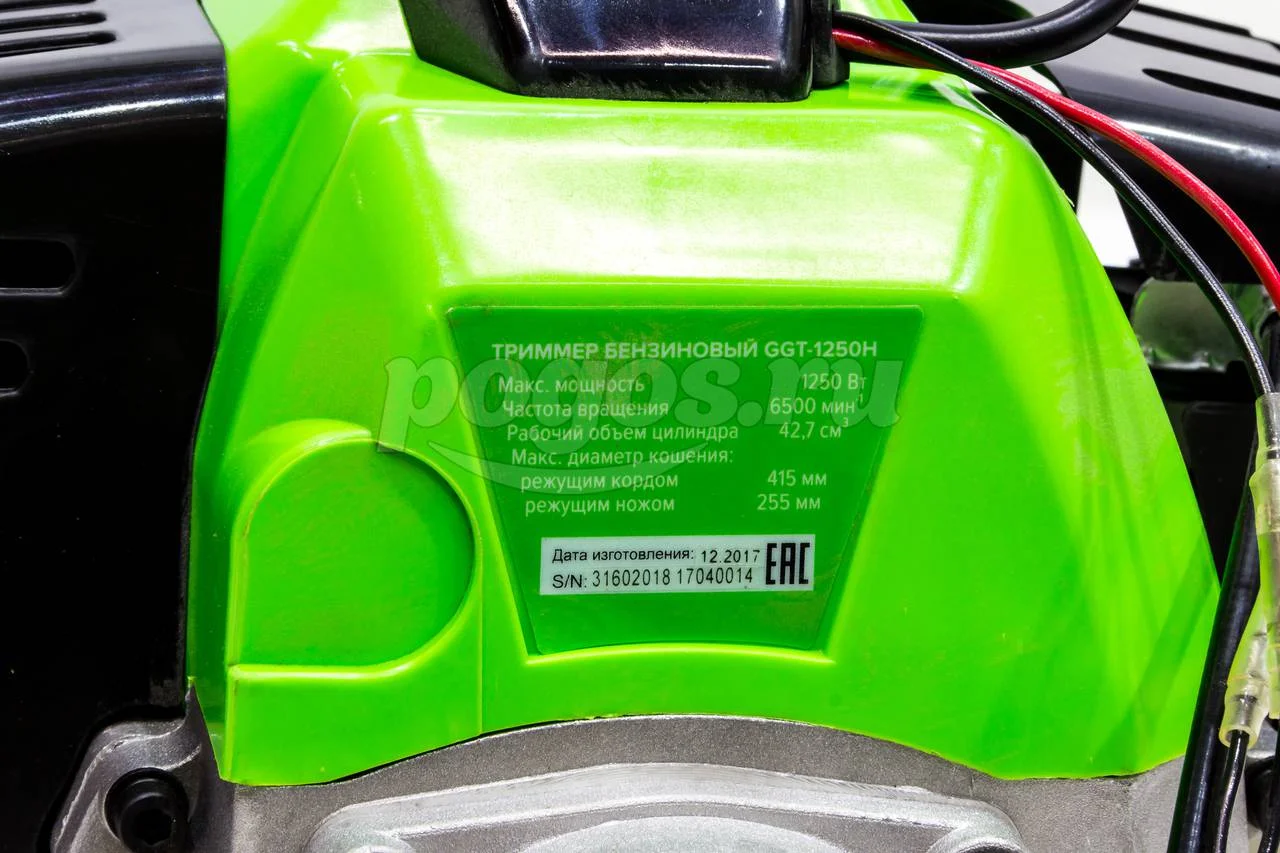 ТРИММЕР БЕНЗИНОВЫЙ GGT-1250H
Макс. мощность 1250 Вт
Частота вращения 6500 мин⁻¹
Рабочий объем цилиндра 42,7 см³
Макс. диаметр кошения:
режущим кордом 415 мм
режущим ножом 255 мм
pogos.ru
Дата изготовления: 12.2017 ЕАС
S/N: 31602018 17040014